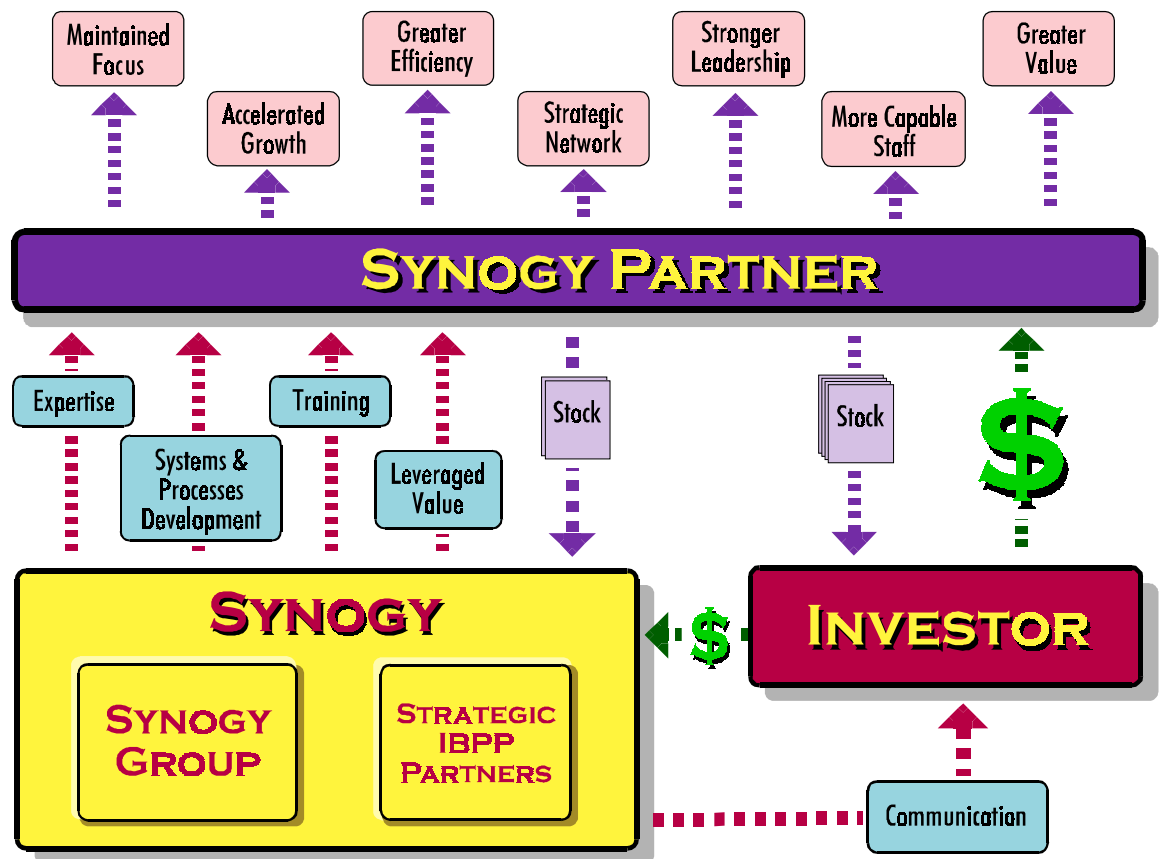 Maintained
Focus
Greater
Efficiency
Stronger
Leadership
Greater
Value
Accelerated
Growth
Strategic
Network
More Capable
Staff
SYNOGY PARTNER
Expertise
Training
Stock
Stock
$
Systems &
Processes
Development
Leveraged
Value
SYNOGY
$
INVESTOR
SYNOGY
GROUP
STRATEGIC
IBPP
PARTNERS
Communication